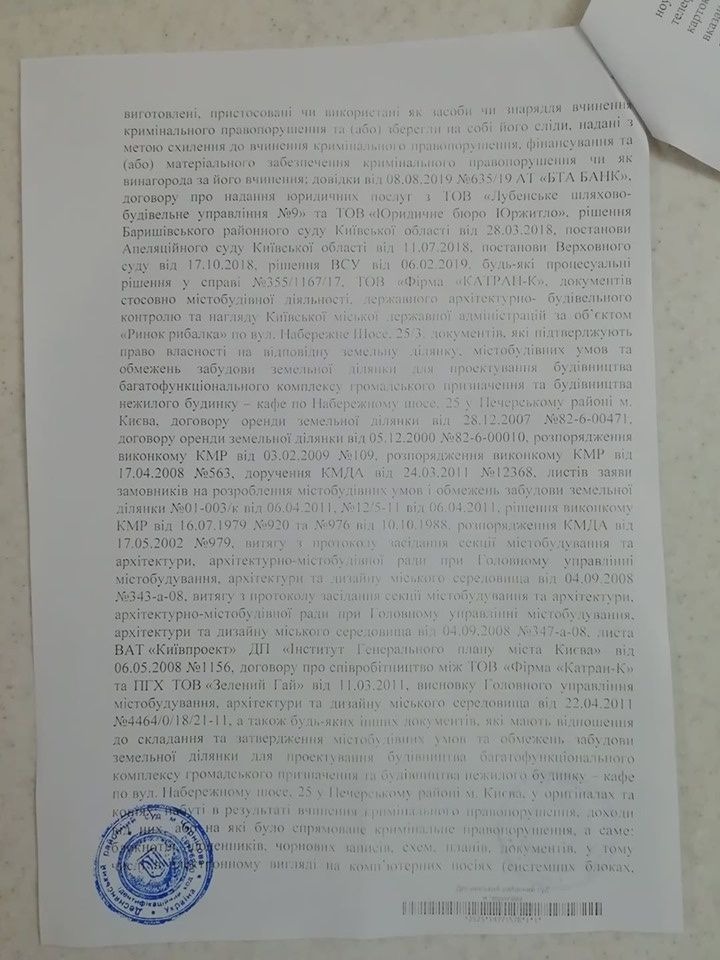 ноу
телеф
карток
вказан
виготовлені, пристосовані чи використані як засоби чи знаряддя вчинення
кримінального правопорушення та (або) зберегли на собі його сліди, надані з
метою схилення до вчинення кримінального правопорушення, фінансування та
(або) матеріального забезпечення кримінального правопорушення чи як
винагорода за його вчинення; довідки від 08.08.2019 №635/19 АТ «БТА БАНК»,
договору про надання юридичних послуг з ТОВ «Лубенське шляхово-
будівельне управління №9» та ТОВ «Юридичне бюро Юржитло», рішення
Баришівського районного суду Київської області від 28.03.2018, постанови
Апеляційного суду Київської області від 11.07.2018, постанови Верховного
суду від 17.10.2018, рішення ВСУ від 06.02.2019, будь-які процесуальні
рішення у справі №355/1167/17, ТОВ «Фірма «КАТРАН-К», документів
стосовно містобудівної діяльності, державного архітектурно- будівельного
контролю та нагляду Київської міської державної адміністрацій за об’єктом
«Ринок рибалка» по вул. Набережне Шосе, 25/3, документів, які підтверджують
право власності на відповідну земельну ділянку, містобудівних умов та
обмежень забудови земельної ділянки для проектування будівництва
багатофункціонального комплексу громадського призначення та будівництва
нежилого будинку – кафе по Набережному шосе, 25 у Печерському районі м.
Києва, договору оренди земельної ділянки від 28.12.2007 №82-6-00471,
договору оренди земельної ділянки від 05.12.2000 №82-6-00010, розпорядження
виконкому КМР від 03.02.2009 №109, розпорядження виконкому КМР від
17.04.2008 №563, доручення КМДА від 24.03.2011 №12368, листів заяви
замовників на розроблення містобудівних умов і обмежень забудови земельної
ділянки №01-003/к від 06.04.2011, №12/5-11 від 06.04.2011, рішення виконкому
КМР від 16.07.1979 №920 та №976 від 10.10.1988, розпорядження КМДА від
17.05.2002 №979, витягу з протоколу засідання секції містобудування та
архітектури, архітектурно-містобудівної ради при Головному управлінні
містобудування, архітектури та дизайну міського середовища від 04.09.2008
№343-а-08, витягу з протоколу засідання секції містобудування та архітектури,
архітектурно-містобудівної ради при Головному управлінні містобудування,
архітектури та дизайну міського середовища від 04.09.2008 №347-а-08, листа
ВАТ «Київпроект» ДП «Інститут Генерального плану міста Києва» від
06.05.2008 №1156, договору про співробітництво між ТОВ «Фірма «Катран-К»
та ПГХ ТОВ «Зелений Гай» від 11.03.2011, висновку Головного управління
містобудування, архітектури та дизайну міського середовища від 22.04.2011
№4464/0/18/21-11, а також будь-яких інших документів, які мають відношення
до складання та затвердження містобудівних умов та обмежень забудови
земельної ділянки для проектування будівництва багатофункціонального
комплексу громадського призначення та будівництва нежилого будинку – кафе
по вул. Набережному шосе, 25 у Печерському районі м. Києва, у оригіналах та
копіях, набуті в результаті вчинення кримінального правопорушення, доходи
них, або на які було спрямоване кримінальне правопорушення, а саме:
блокнотів, щоденників, чорнових записів, схем, планів, документів, у тому
числі в електронному вигляді на комп’ютерних носіях (системних блоках,
Деснянський районний суд м. Чернігова
Україна